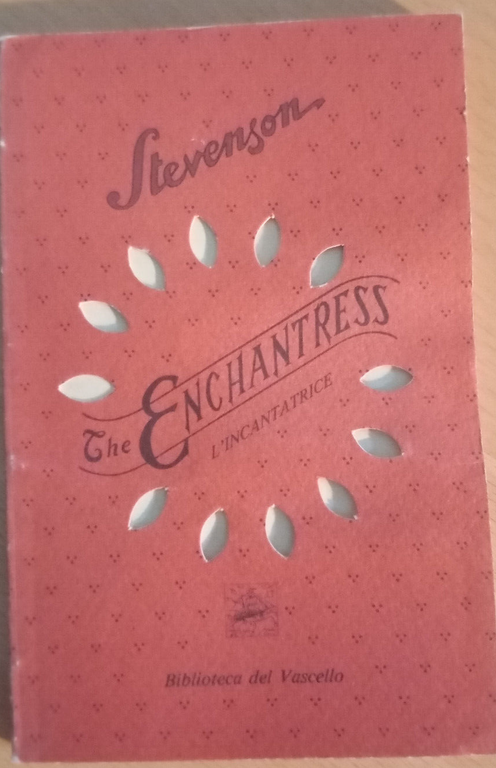 Stevenson
The ENCHANTRESS
L'INCANTATRICE
Biblioteca del Vascello